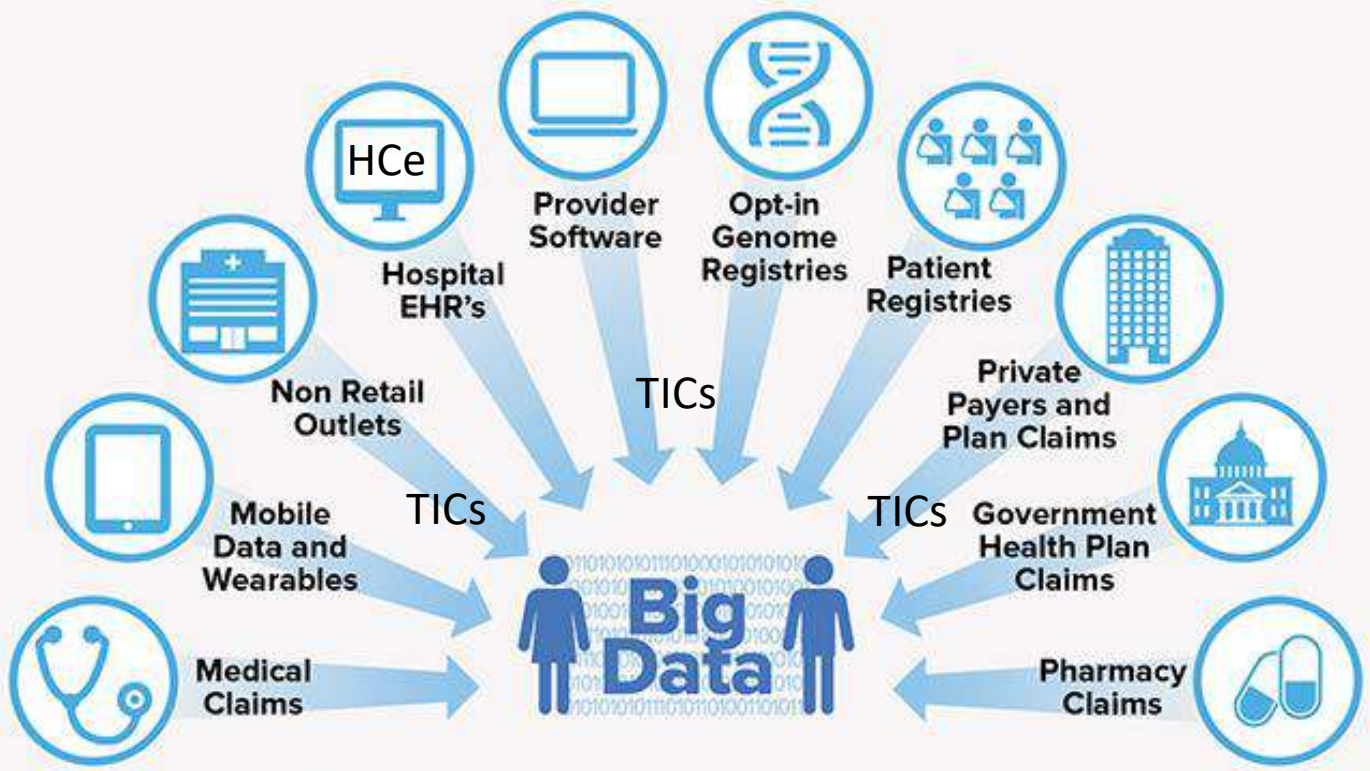 HCe
Provider
Software
Opt-in
Genome
Registries
Hospital
EHR's
Patient
Registries
Non Retail
Outlets
TICs
Private
Payers and
Plan Claims
Mobile
Data and
Wearables
TICs
TICs
Government
Health Plan
Claims
Big
Data
Medical
Claims
Pharmacy
Claims